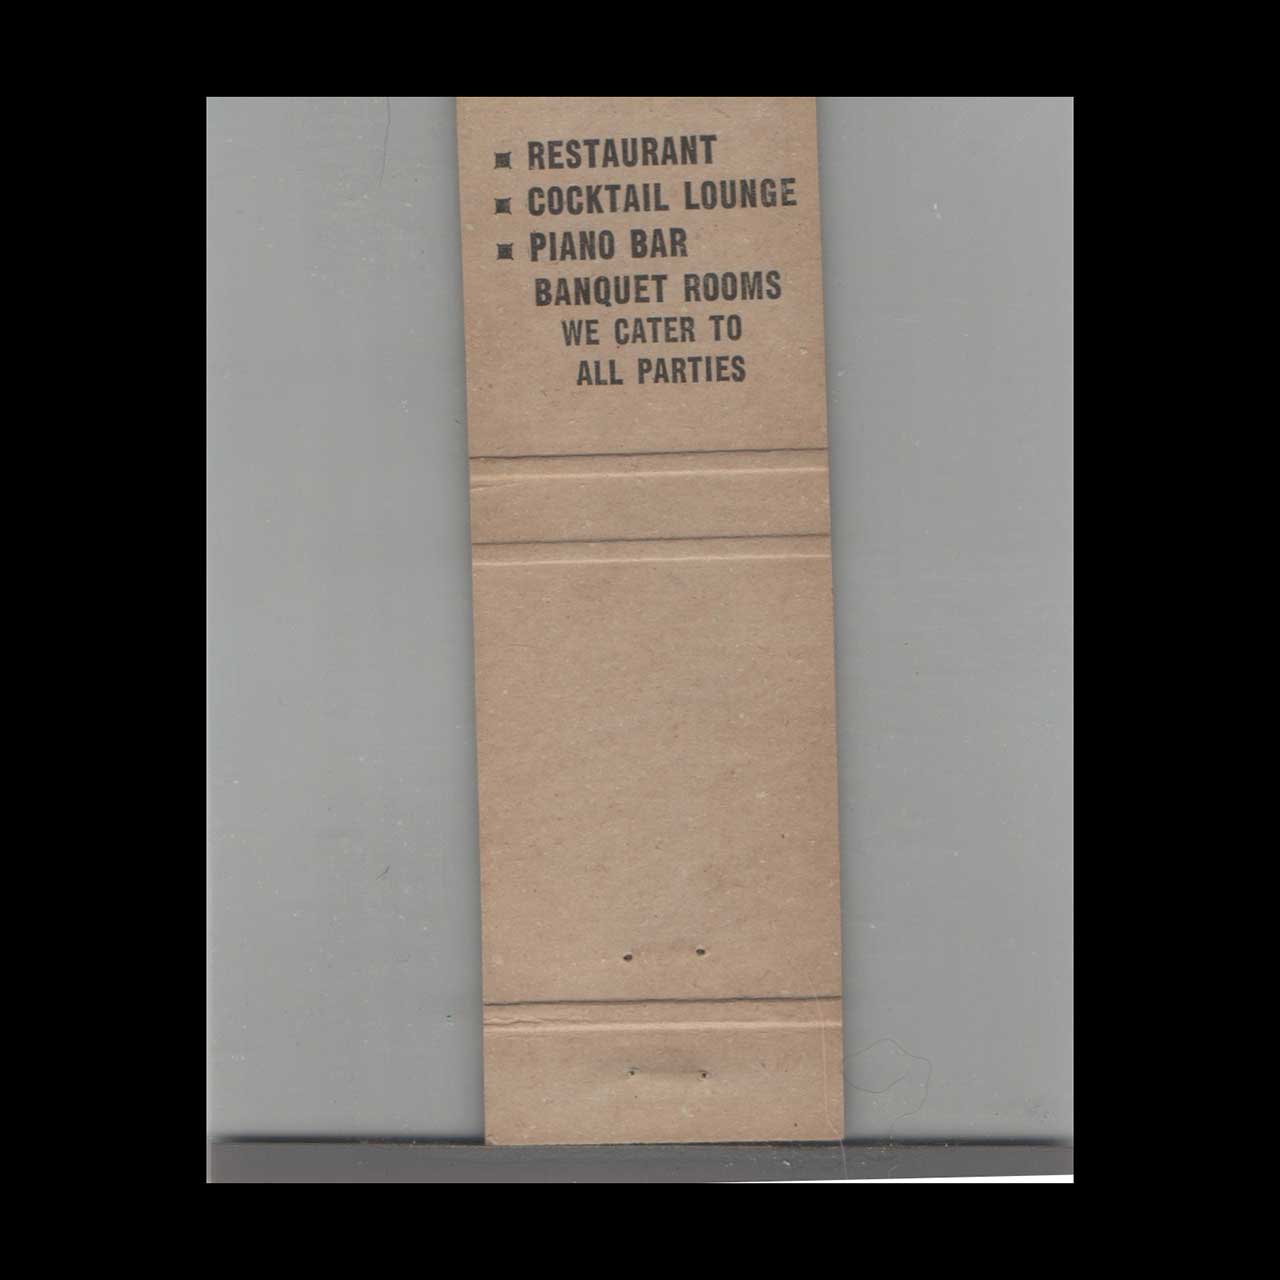 RESTAURANT
COCKTAIL LOUNGE
PIANO BAR
BANQUET ROOMS
WE CATER TO
ALL PARTIES